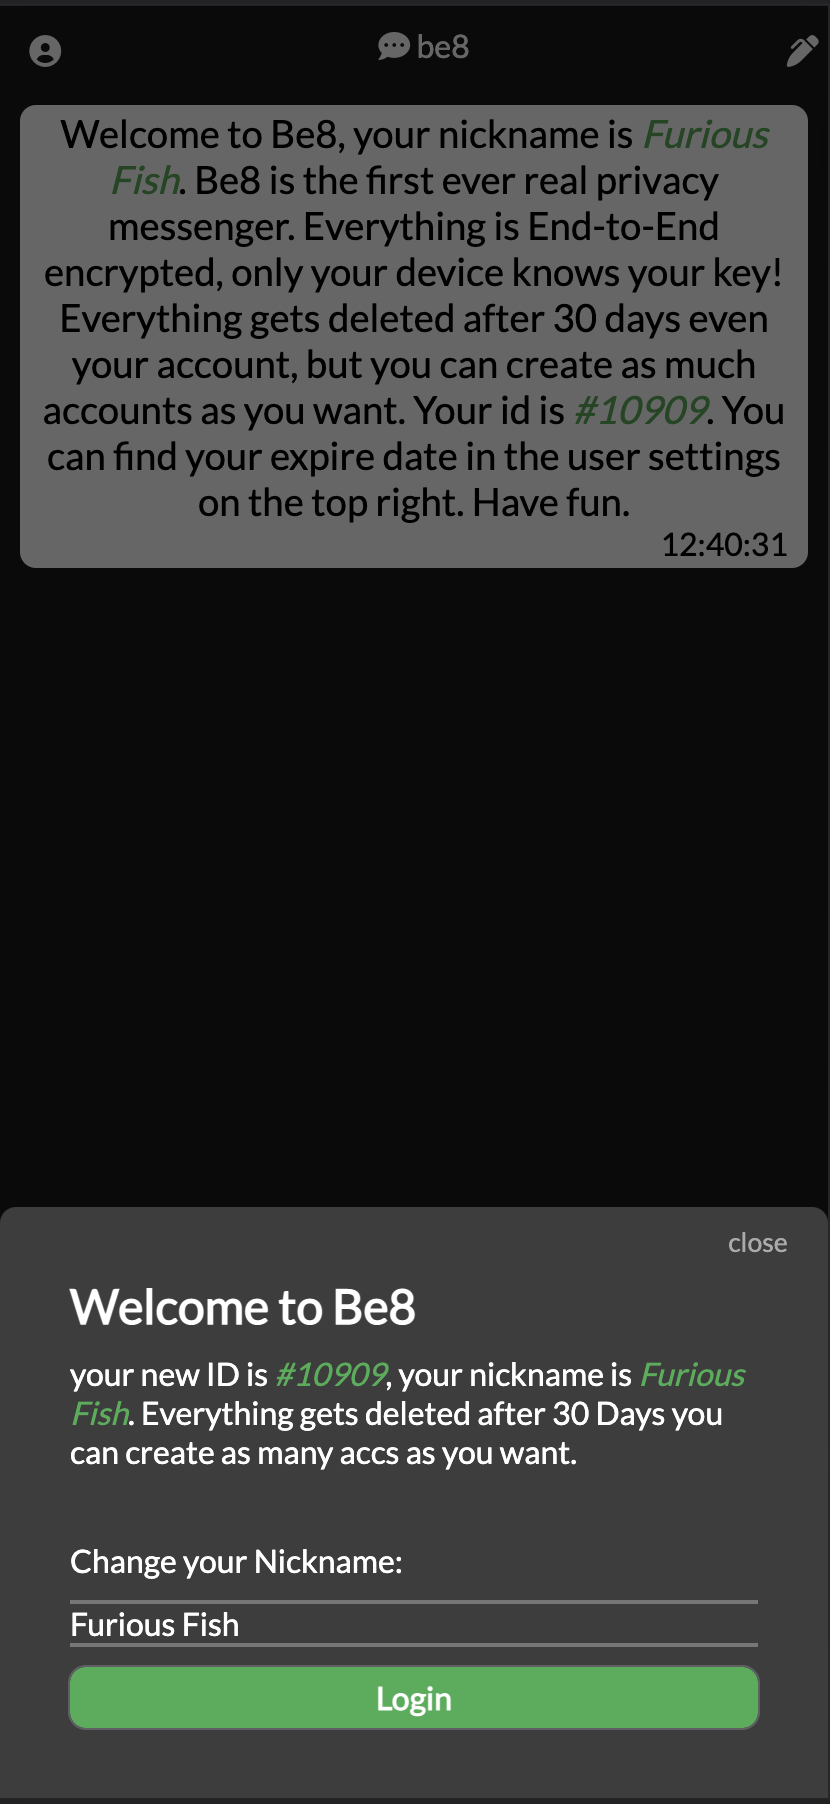 be8
Welcome to Be8, your nickname is Furious
Fish. Be8 is the first ever real privacy
messenger. Everything is End-to-End
encrypted, only your device knows your key!
Everything gets deleted after 30 days even
your account, but you can create as much
accounts as you want. Your id is #10909. You
can find your expire date in the user settings
on the top right. Have fun.
12:40:31
close
Welcome to Be8
your new ID is #10909, your nickname is Furious
Fish. Everything gets deleted after 30 Days you
can create as many accs as you want.
Change your Nickname:
Furious Fish
Login